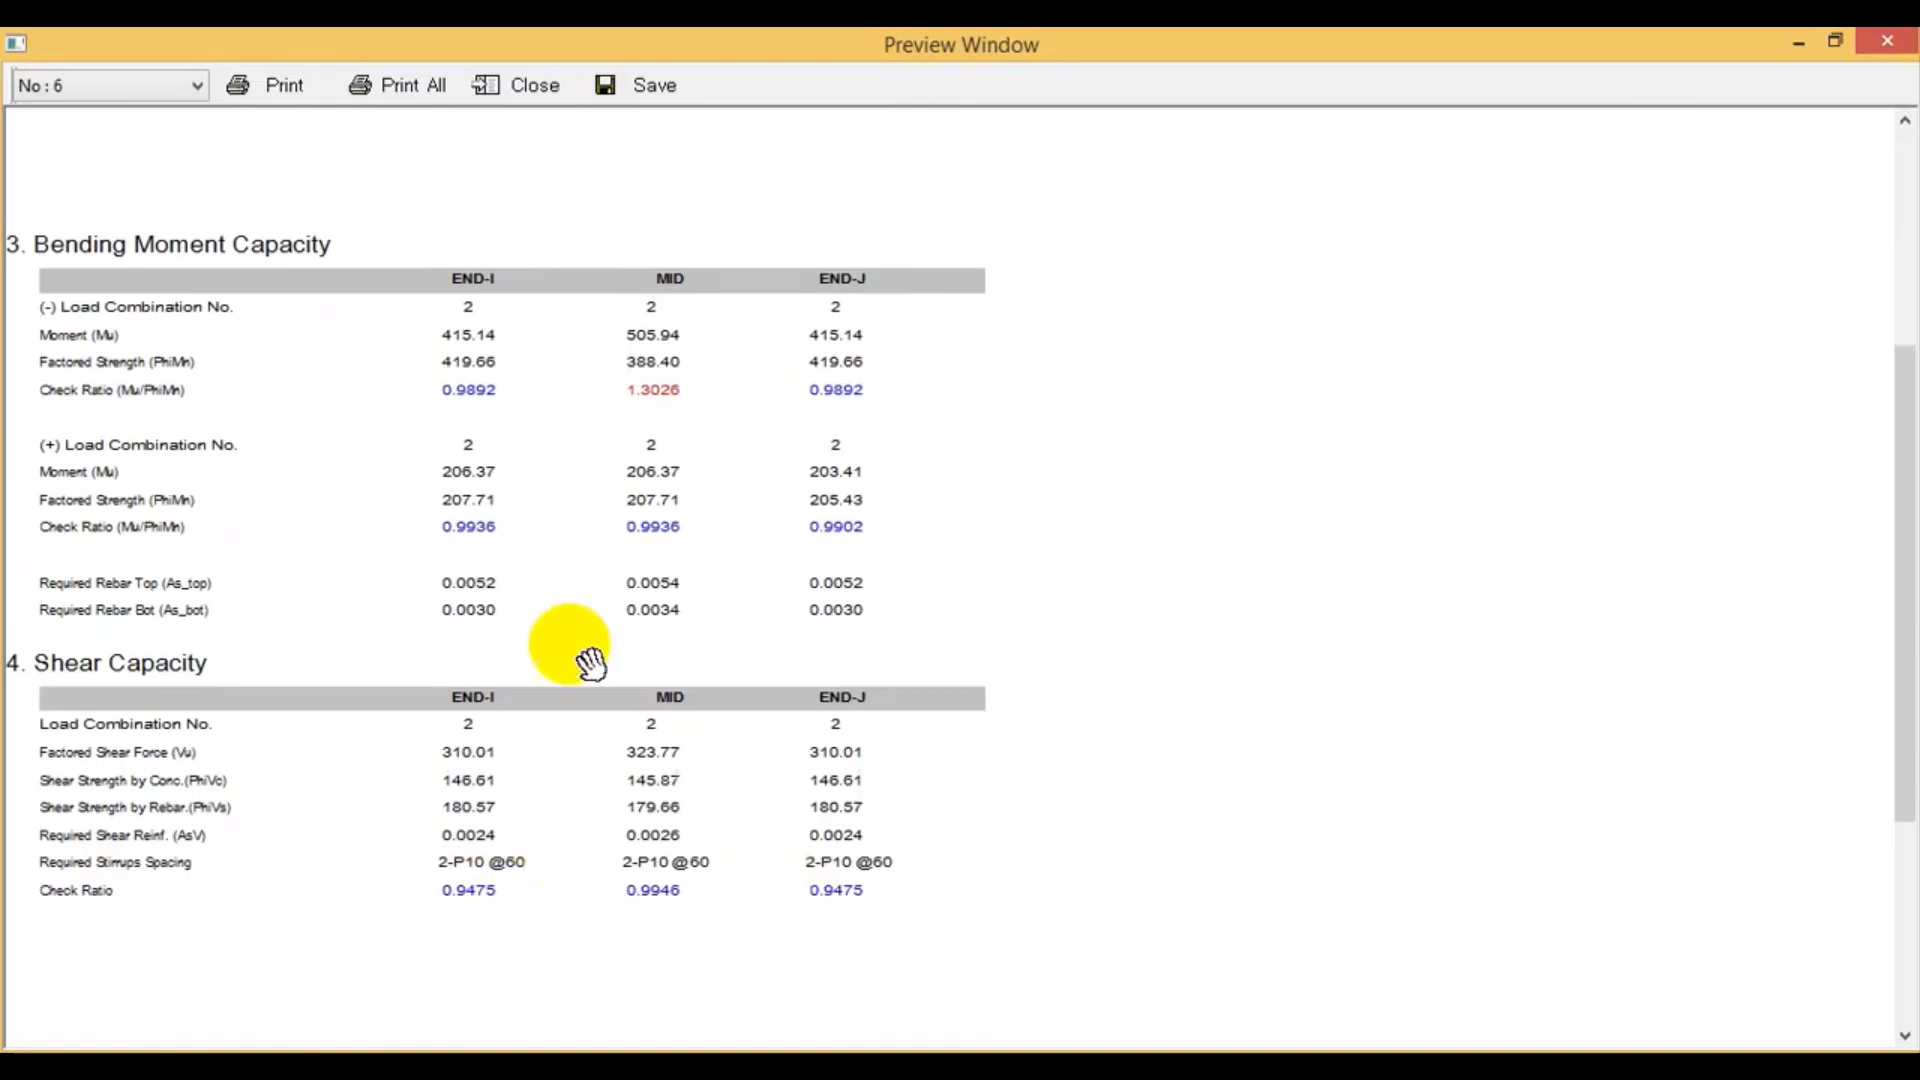 Preview Window
No : 6 Print Print All Close Save
3. Bending Moment Capacity
END-I MID END-J
(-) Load Combination No. 2 2 2
Moment (Mu) 415.14 505.94 415.14
Factored Strength (PhiMn) 419.66 388.40 419.66
Check Ratio (Mu/PhiMn) 0.9892 1.3026 0.9892
(+) Load Combination No. 2 2 2
Moment (Mu) 206.37 206.37 203.41
Factored Strength (PhiMn) 207.71 207.71 205.43
Check Ratio (Mu/PhiMn) 0.9936 0.9936 0.9902
Required Rebar Top (As_top) 0.0052 0.0054 0.0052
Required Rebar Bot (As_bot) 0.0030 0.0034 0.0030
4. Shear Capacity
END-I MID END-J
Load Combination No. 2 2 2
Factored Shear Force (Vu) 310.01 323.77 310.01
Shear Strength by Conc.(PhiVc) 146.61 145.87 146.61
Shear Strength by Rebar.(PhiVs) 180.57 179.66 180.57
Required Shear Reinf. (AsV) 0.0024 0.0026 0.0024
Required Stirrups Spacing 2-P10 @60 2-P10 @60 2-P10 @60
Check Ratio 0.9475 0.9946 0.9475